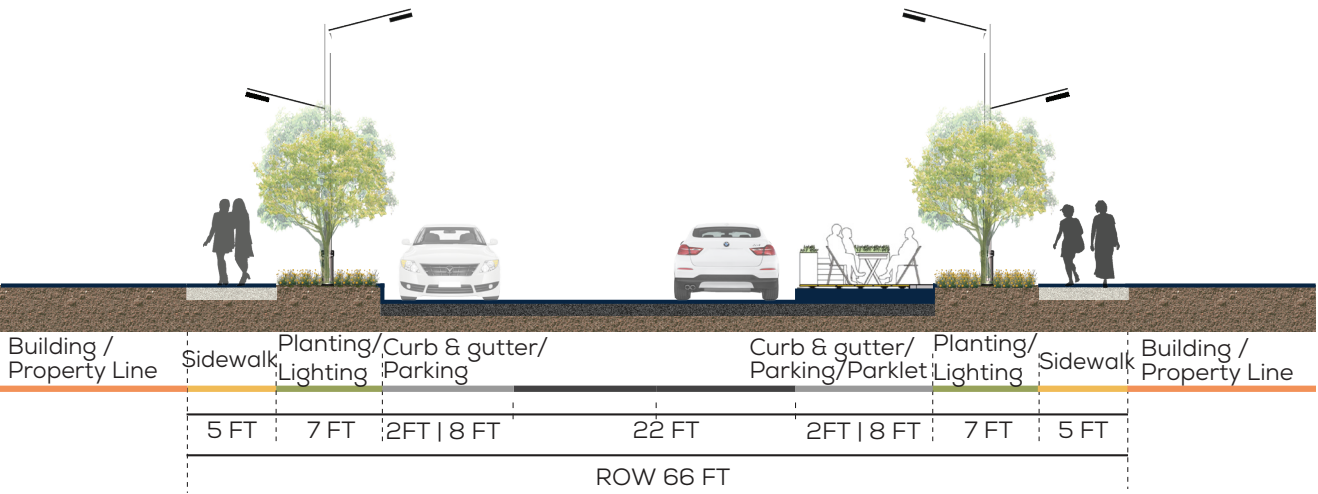 Building /
Property Line
Sidewalk
Planting/
Lighting
Curb & gutter/
Parking
Curb & gutter/
Parking/Parklet
Planting/
Lighting
Sidewalk
Building /
Property Line
5 FT
7 FT
2FT | 8 FT
22 FT
2FT | 8 FT
7 FT
5 FT
ROW 66 FT